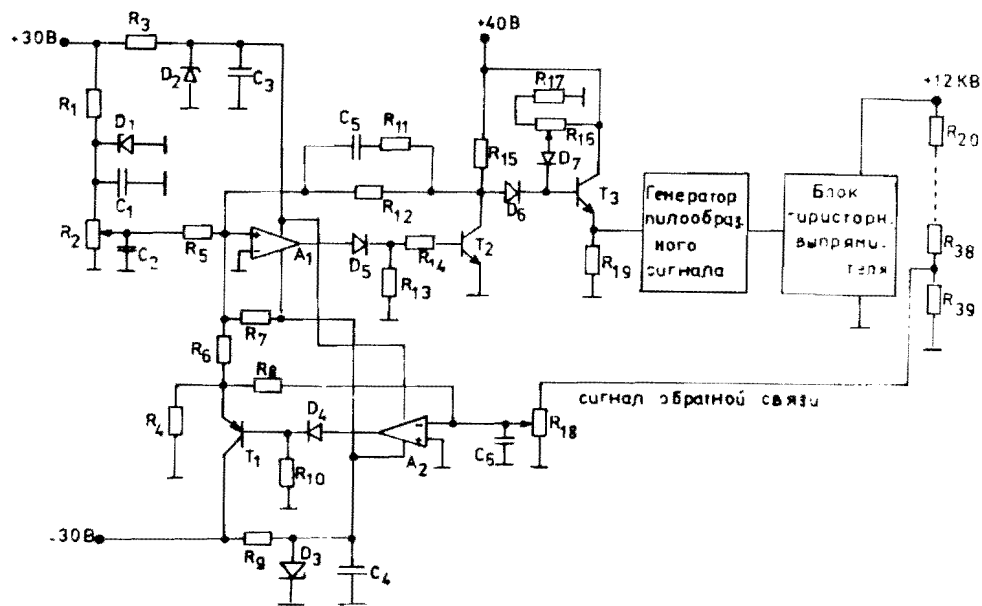 +30В
R3
D2
C3
R1
D1
C1
R2
C2
R5
A1
C5
R11
R12
D5
R14
R13
+40В
R15
T2
D6
R17
R16
D7
T3
R19
Генератор
пилообраз
ного
сигнала
Блок
тиристорн.
выпрями.
теля
+12 КВ
R20
R38
R39
R7
R6
R8
R4
T1
D4
R10
A2
C6
R18
сигнал обратной связи
-30В
R9
D3
C4